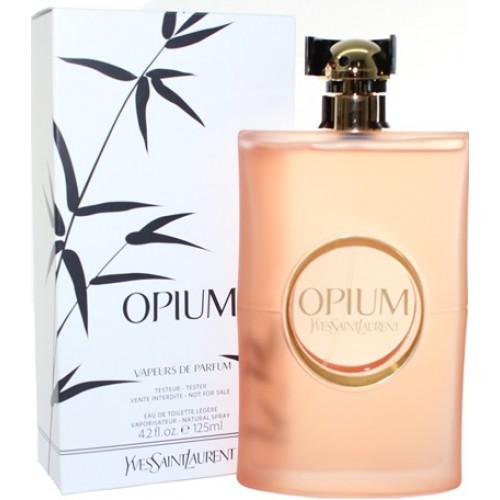 OPIUM
VAPEURS DE PARFUM
TESTEUR - TESTER
VENTE INTERDITE - NOT FOR SALE
EAU DE TOILETTE LÉGÈRE
VAPORISATEUR - NATURAL SPRAY
4.2 fl.oz. e 125ml
YVESSAINTLAURENT
OPIUM
YVESSAINTLAURENT